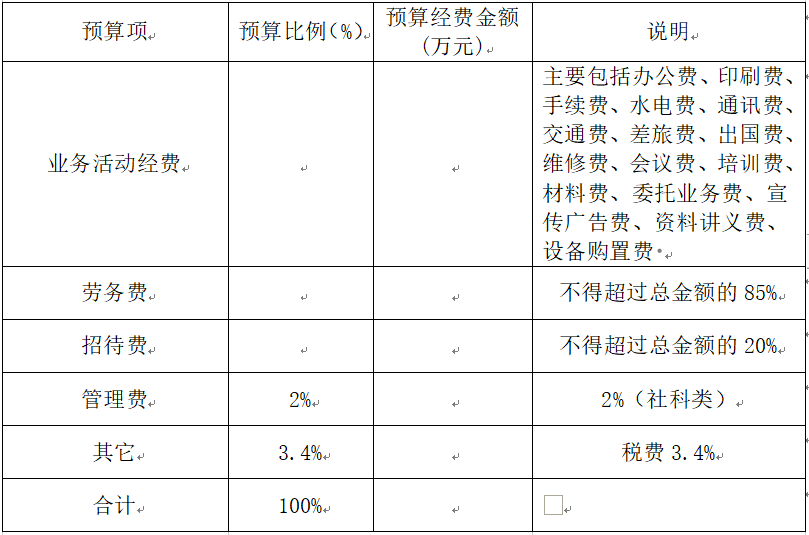 预算项 预算比例(%) 预算经费金额 说明
(万元)
业务活动经费 主要包括办公费、印刷费、
手续费、水电费、通讯费、
交通费、差旅费、出国费、
维修费、会议费、培训费、
材料费、委托业务费、宣
传广告费、资料讲义费、
设备购置费
劳务费 不得超过总金额的 85%
招待费 不得超过总金额的 20%
管理费 2% 2%（社科类）
其它 3.4% 税费 3.4%
合计 100%